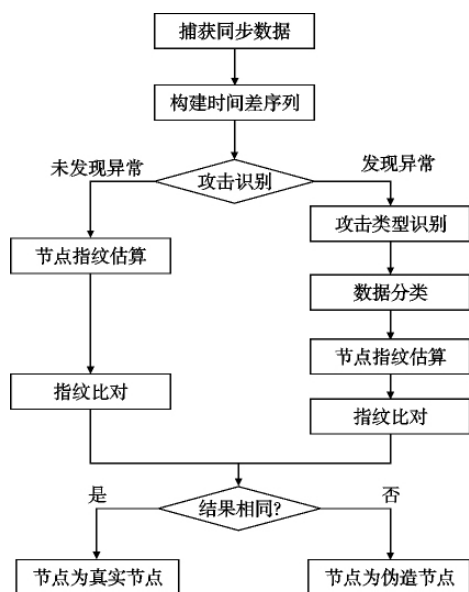 捕获同步数据
构建时间差序列
未发现异常
攻击识别
发现异常
节点指纹估算
攻击类型识别
数据分类
节点指纹估算
指纹比对
指纹比对
是
结果相同?
否
节点为真实节点
节点为伪造节点